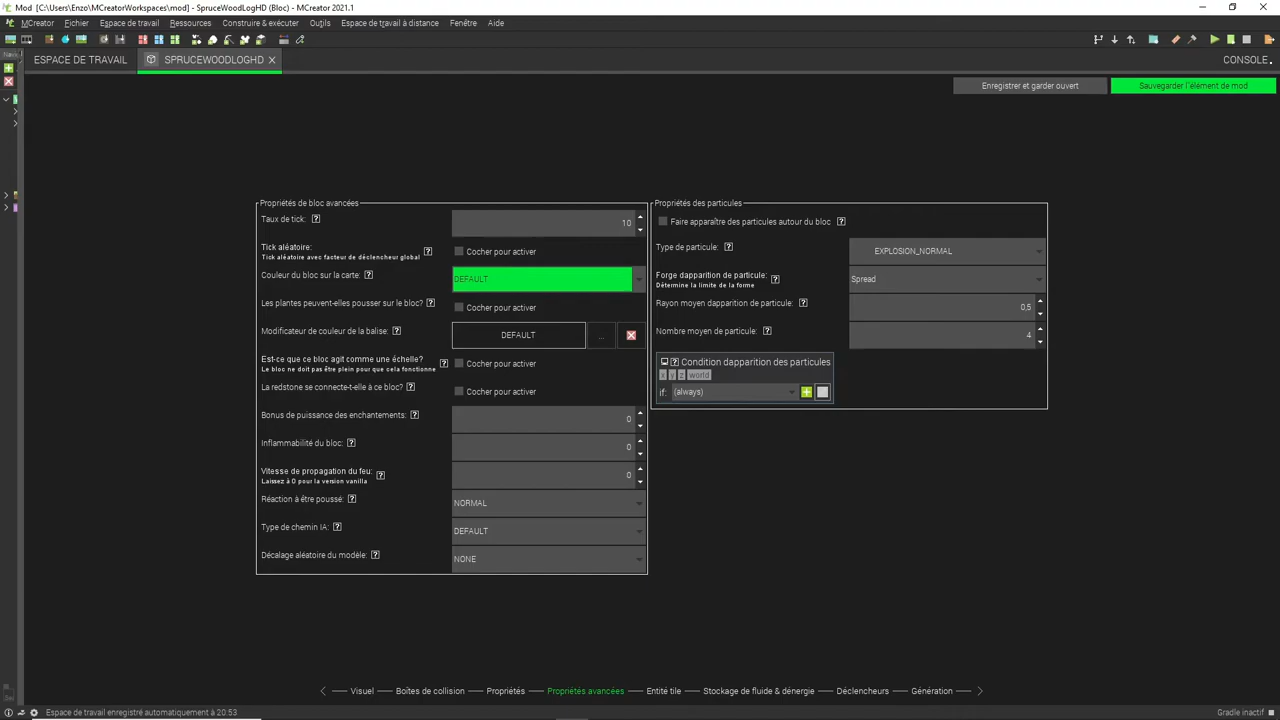 Mod [C:\Users\Enzo\MCreatorWorkspaces\mod] - SpruceWoodLogHD (Bloc) - MCreator 2021.1
MCreator Fichier Espace de travail Ressources Construire & exécuter Outils Espace de travail à distance Fenêtre Aide
ESPACE DE TRAVAIL SPRUCEWOODLOGHD CONSOLE
Enregistrer et garder ouvert Sauvegarder l'élément de mod
Propriétés de bloc avancées
Taux de tick: ? 10
Tick aléatoire:
Tick aléatoire avec facteur de déclencheur global ? Cocher pour activer
Couleur du bloc sur la carte: ? DEFAULT
Les plantes peuvent-elles pousser sur le bloc? ? Cocher pour activer
Modificateur de couleur de la balise: ? DEFAULT ...
Est-ce que ce bloc agit comme une échelle?
Le bloc ne doit pas être plein pour que cela fonctionne ? Cocher pour activer
La redstone se connecte-t-elle à ce bloc? ? Cocher pour activer
Bonus de puissance des enchantements: ? 0
Inflammabilité du bloc: ? 0
Vitesse de propagation du feu:
Laissez à 0 pour la version vanilla ? 0
Réaction à être poussé: ? NORMAL
Type de chemin IA: ? DEFAULT
Décalage aléatoire du modèle: ? NONE
Propriétés des particules
Faire apparaître des particules autour du bloc ?
Type de particule: ? EXPLOSION_NORMAL
Forge dapparition de particule:
Détermine la limite de la forme ? Spread
Rayon moyen dapparition de particule: ? 0,5
Nombre moyen de particule: ? 4
? Condition dapparition des particules
x y z world
if: (always)
Visuel Boîtes de collision Propriétés Propriétés avancées Entité tile Stockage de fluide & dénergie Déclencheurs Génération
Espace de travail enregistré automatiquement à 20:53 Gradle inactif